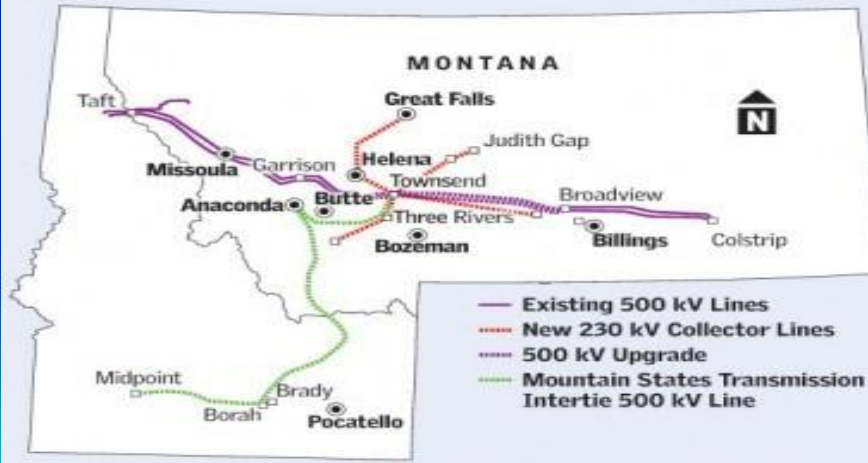 MONTANA
Great Falls
N
Taft
Judith Gap
Missoula
Garrison
Helena
Townsend
Anaconda
Butte
Three Rivers
Broadview
Bozeman
Billings
Colstrip
Existing 500 kV Lines
New 230 kV Collector Lines
500 kV Upgrade
Mountain States Transmission
Intertie 500 kV Line
Midpoint
Brady
Borah
Pocatello